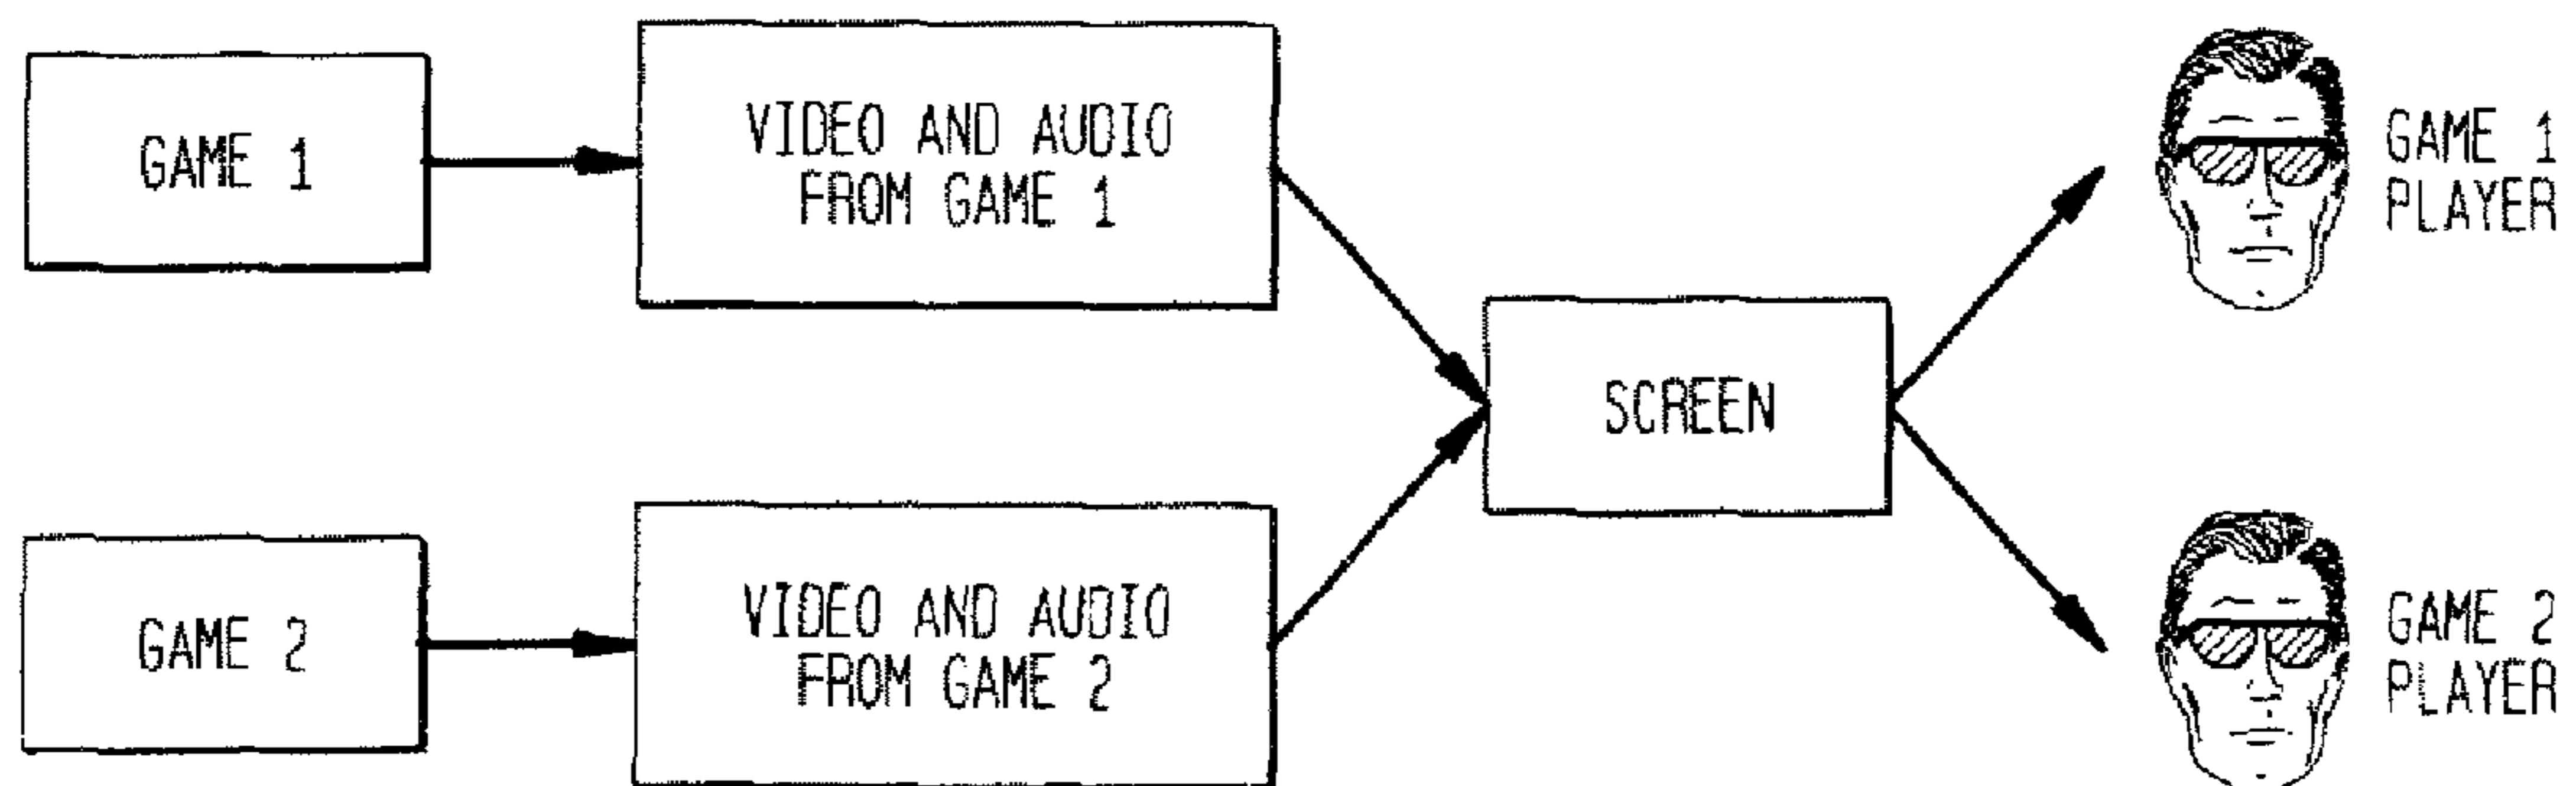 GAME 1
VIDEO AND AUDIO
FROM GAME 1
GAME 1
PLAYER
SCREEN
GAME 2
VIDEO AND AUDIO
FROM GAME 2
GAME 2
PLAYER